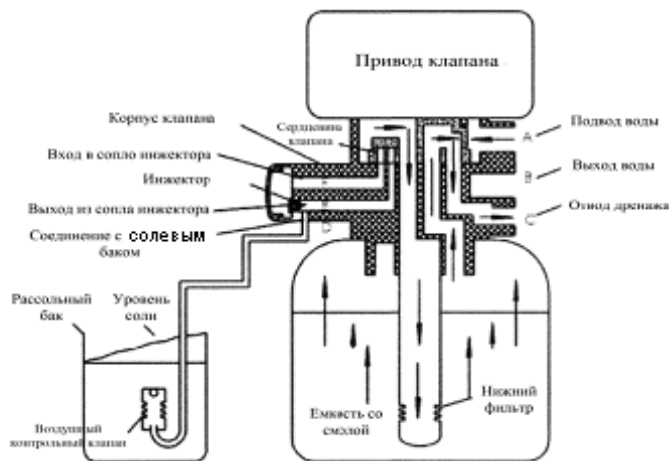 Привод клапана
Корпус клапана
Сердцевина
клапана
Подвод воды
A
Вход в сопло инжектора
Выход воды
B
Инжектор
Выход из сопла инжектора
Отвод дренажа
C
Соединение с солевым
баком
D
Рассольный
бак
Уровень
соли
Воздушный
контрольный клапан
Емкость со
смолой
Нижний
фильтр